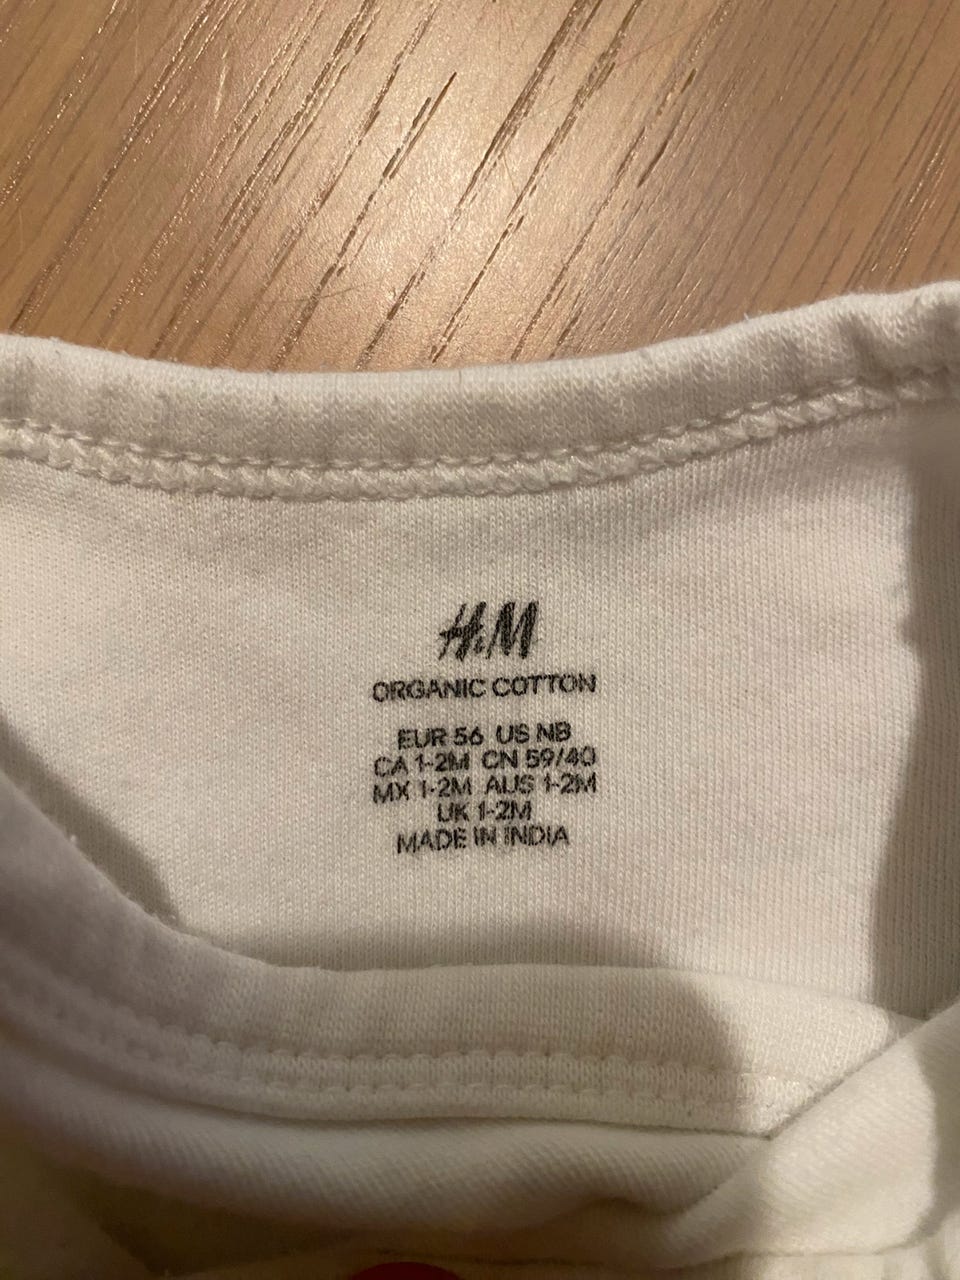 H&M
ORGANIC COTTON
EUR 56 US NB
CA 1-2M CN 59/40
MX 1-2M AUS 1-2M
UK 1-2M
MADE IN INDIA